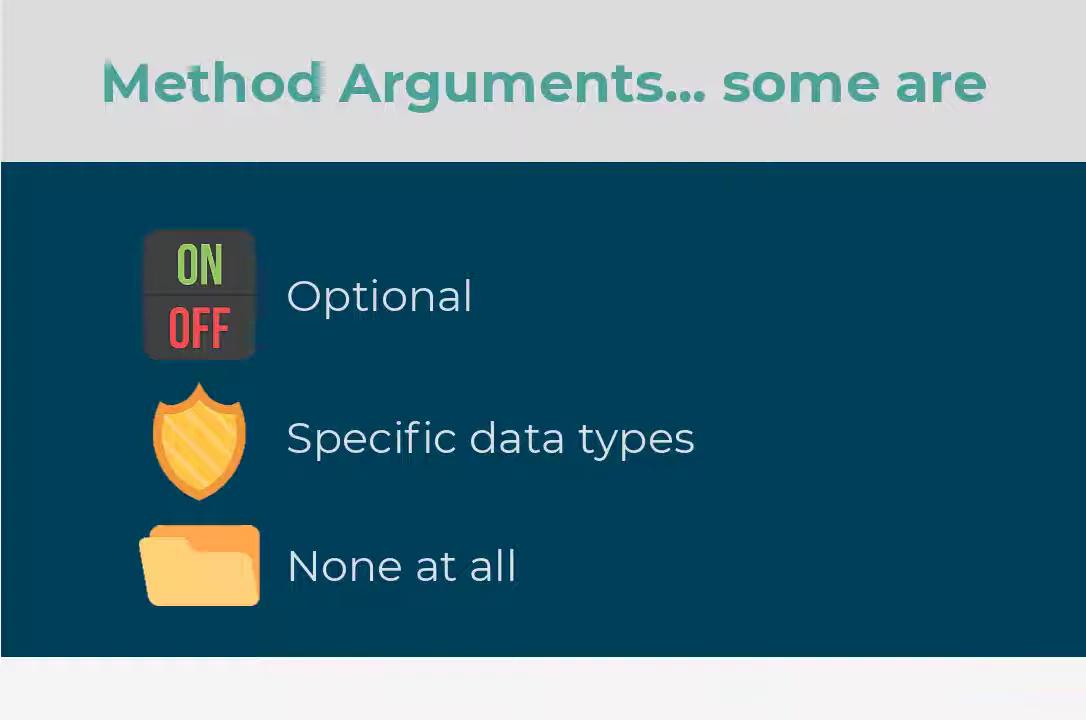 Method Arguments... some are
ON
OFF
Optional
Specific data types
None at all